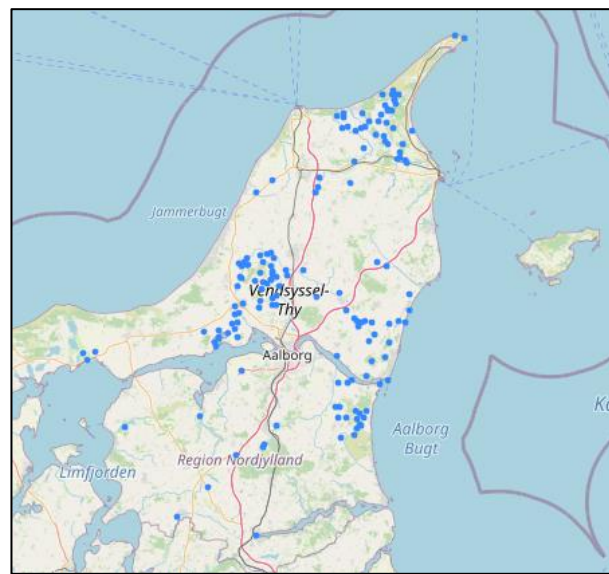 Jammerbugt
Vendsyssel-
Thy
Aalborg
Aalborg
Bugt
Limfjorden
Region Nordjylland